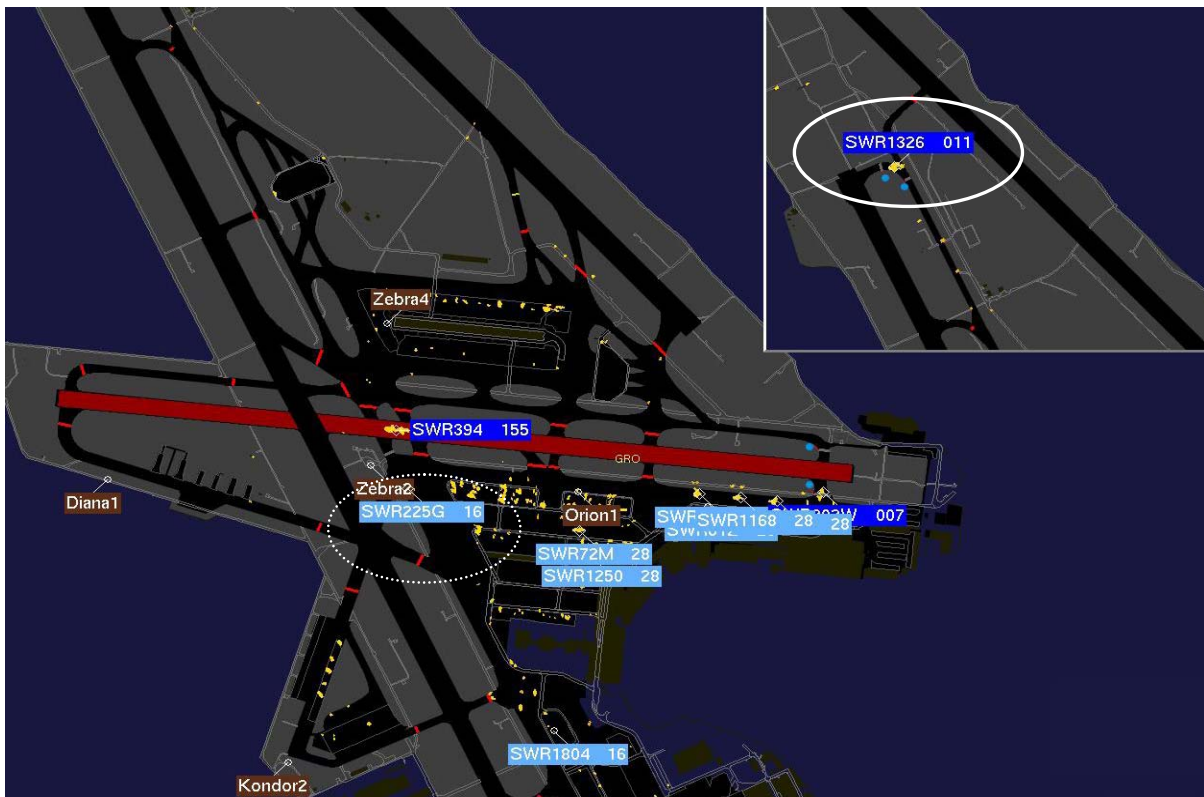 SWR1326 011
Zebra4
SWR394 155
GRO
Diana1
Zebra2
SWR225G 16
Orion1
SWR1168 28
28
007
SWR72M 28
SWR1250 28
SWR1804 16
Kondor2